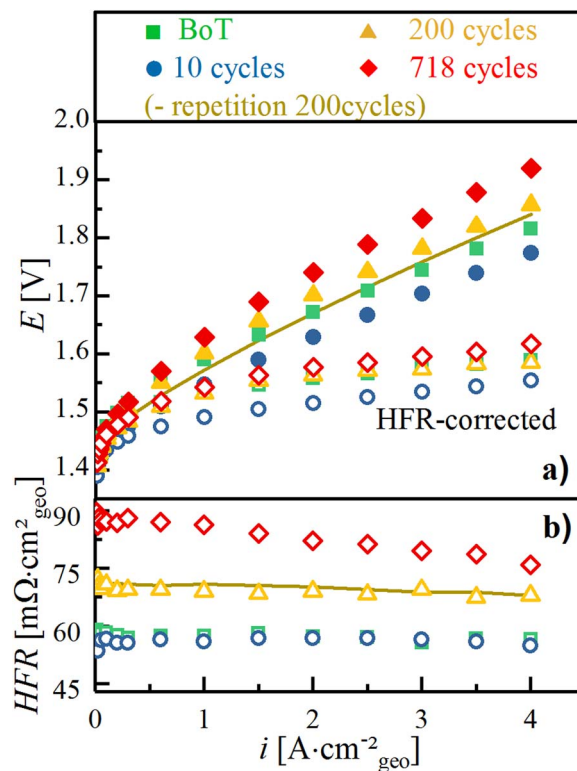 BoT
200 cycles
10 cycles
718 cycles
(- repetition 200cycles)
2.0
1.9
1.8
1.7
1.6
1.5
1.4
E [V]
HFR-corrected
a)
b)
90
75
60
45
HFR [mΩ·cm²geo]
0 1 2 3 4
i [A·cm⁻²geo]